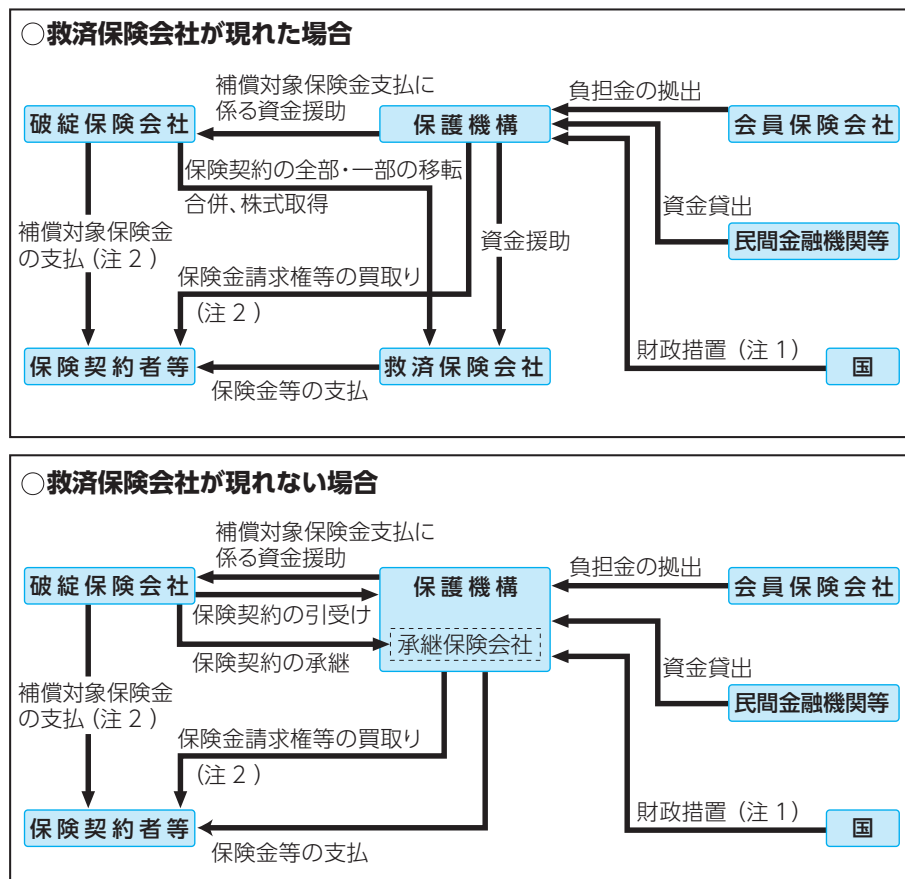 ○救済保険会社が現れた場合
補償対象保険金支払に
係る資金援助
負担金の拠出
破綻保険会社
保護機構
会員保険会社
保険契約の全部・一部の移転
合併、株式取得
資金貸出
補償対象保険金
の支払（注２）
資金援助
民間金融機関等
保険金請求権等の買取り
（注２）
財政措置（注１）
保険契約者等
救済保険会社
国
保険金等の支払
○救済保険会社が現れない場合
補償対象保険金支払に
係る資金援助
負担金の拠出
破綻保険会社
保護機構
会員保険会社
保険契約の引受け
承継保険会社
保険契約の承継
資金貸出
補償対象保険金
の支払（注２）
民間金融機関等
保険金請求権等の買取り
（注２）
財政措置（注１）
保険契約者等
国
保険金等の支払